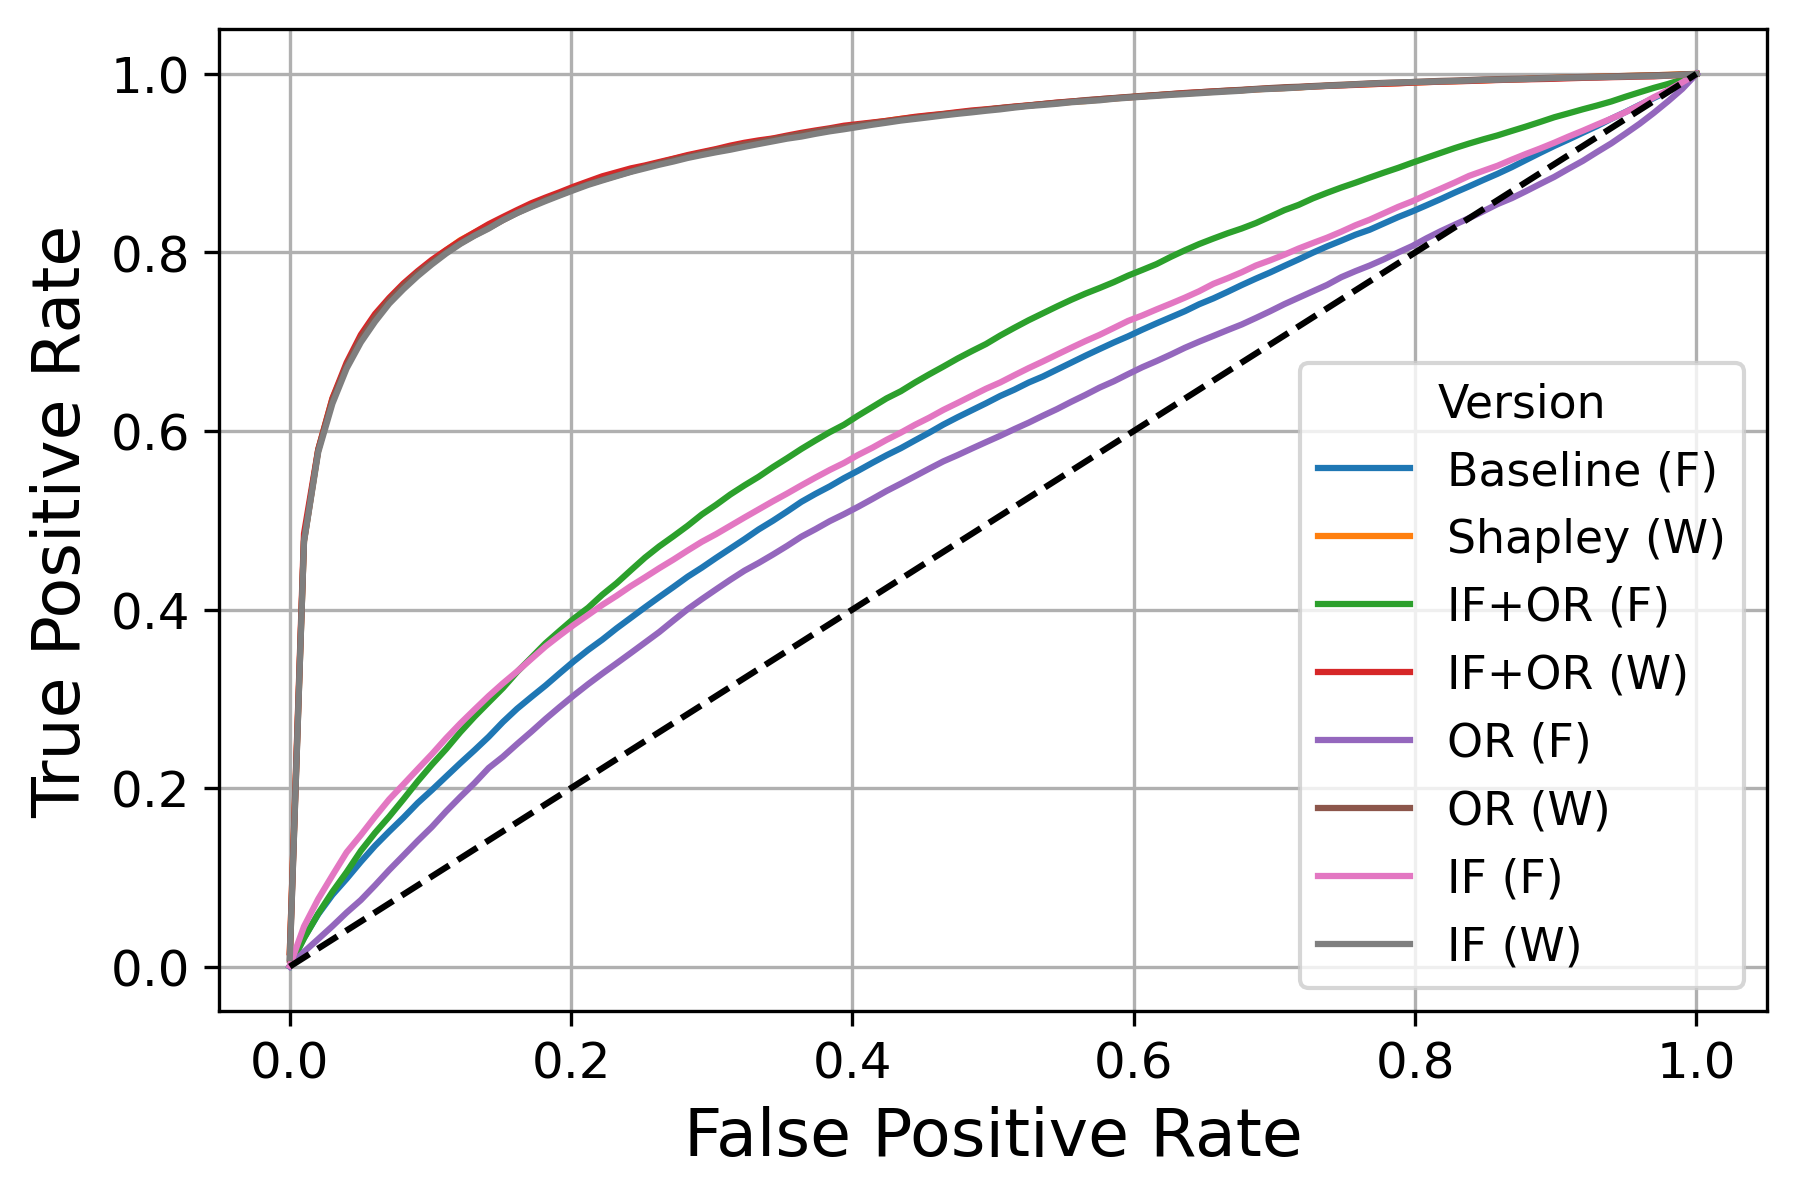 1.0
0.8
0.6
0.4
0.2
0.0
True Positive Rate
Version
Baseline (F)
Shapley (W)
IF+OR (F)
IF+OR (W)
OR (F)
OR (W)
IF (F)
IF (W)
0.0 0.2 0.4 0.6 0.8 1.0
False Positive Rate